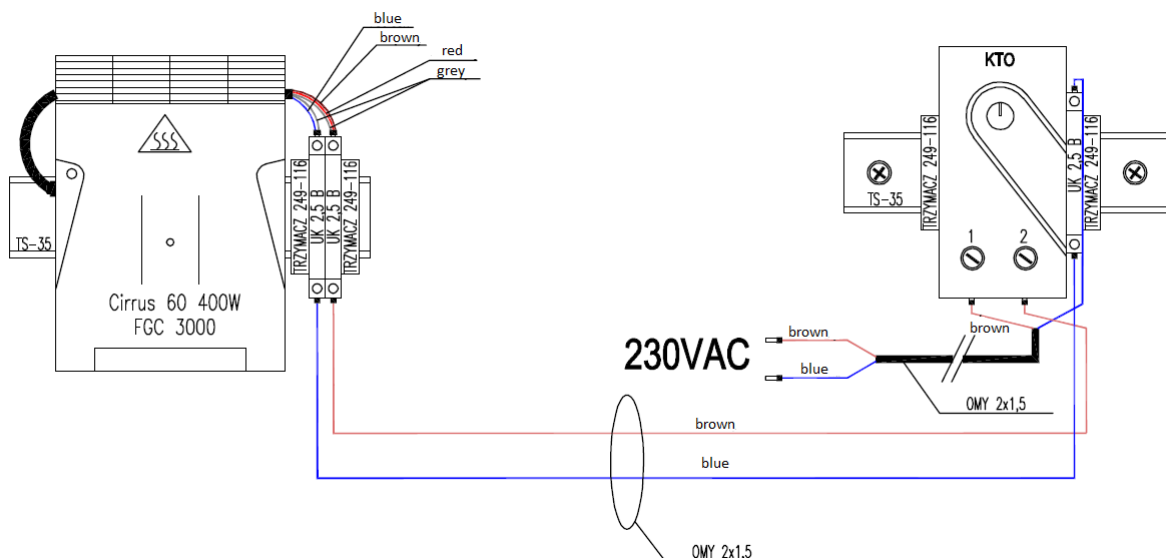 blue
brown
red
grey
KTO
TRZYMACZ 249-116
UK 2,5 B
UK 2,5 B
TRZYMACZ 249-116
TRZYMACZ 249-116
UK 2,5 B
TRZYMACZ 249-116
TS-35
TS-35
1
2
Cirrus 60 400W
FGC 3000
230VAC
brown
blue
brown
OMY 2x1,5
brown
blue
OMY 2x1,5